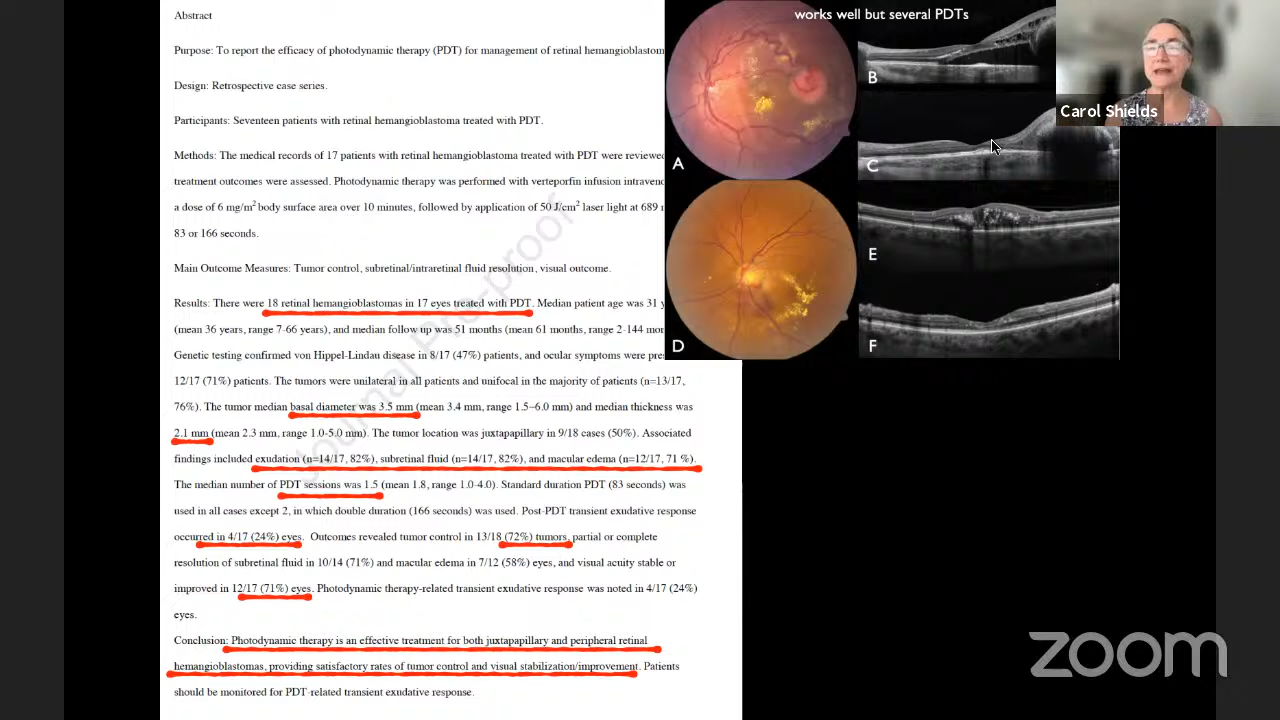 Abstract
Purpose: To report the efficacy of photodynamic therapy (PDT) for management of retinal
Design: Retrospective case series.
Participants: Seventeen patients with retinal hemangioblastoma treated with PDT.
Methods: The medical records of 17 patients with retinal hemangioblastoma treated with PDT were
treatment outcomes were assessed. Photodynamic therapy was performed with verteporfin infusion
a dose of 6 mg/m² body surface area over 10 minutes, followed by application of 50 J/cm² laser light at 689
83 or 166 seconds.
Main Outcome Measures: Tumor control, subretinal/intraretinal fluid resolution, visual outcome.
Results: There were 18 retinal hemangioblastomas in 17 eyes treated with PDT. Median patient age was 31
(mean 36 years, range 7-66 years), and median follow up was 51 months (mean 61 months, range 2-144
Genetic testing confirmed von Hippel-Lindau disease in 8/17 (47%) patients, and ocular symptoms were
12/17 (71%) patients. The tumors were unilateral in all patients and unifocal in the majority of patients (n=13/17,
76%). The tumor median basal diameter was 3.5 mm (mean 3.4 mm, range 1.5–6.0 mm) and median thickness was
2.1 mm (mean 2.3 mm, range 1.0-5.0 mm). The tumor location was juxtapapillary in 9/18 cases (50%). Associated
findings included exudation (n=14/17, 82%), subretinal fluid (n=14/17, 82%), and macular edema (n=12/17, 71 %).
The median number of PDT sessions was 1.5 (mean 1.8, range 1.0-4.0). Standard duration PDT (83 seconds) was
used in all cases except 2, in which double duration (166 seconds) was used. Post-PDT transient exudative response
occurred in 4/17 (24%) eyes. Outcomes revealed tumor control in 13/18 (72%) tumors, partial or complete
resolution of subretinal fluid in 10/14 (71%) and macular edema in 7/12 (58%) eyes, and visual acuity stable or
improved in 12/17 (71%) eyes. Photodynamic therapy-related transient exudative response was noted in 4/17 (24%)
eyes.
Conclusion: Photodynamic therapy is an effective treatment for both juxtapapillary and peripheral retinal
hemangioblastomas, providing satisfactory rates of tumor control and visual stabilization/improvement. Patients
should be monitored for PDT-related transient exudative response.
Journal Pre-proof
works well but several PDTs
A
B
C
D
E
F
Carol Shields
zoom